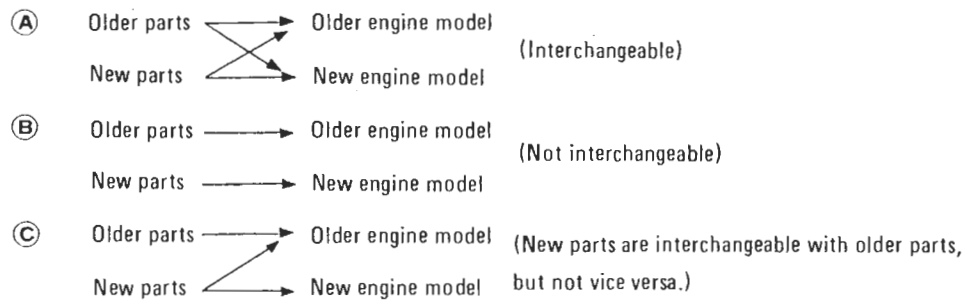 Ⓐ Older parts Older engine model
(Interchangeable)
New parts New engine model
Ⓑ Older parts Older engine model
(Not interchangeable)
New parts New engine model
Ⓒ Older parts Older engine model (New parts are interchangeable with older parts,
New parts New engine model but not vice versa.)